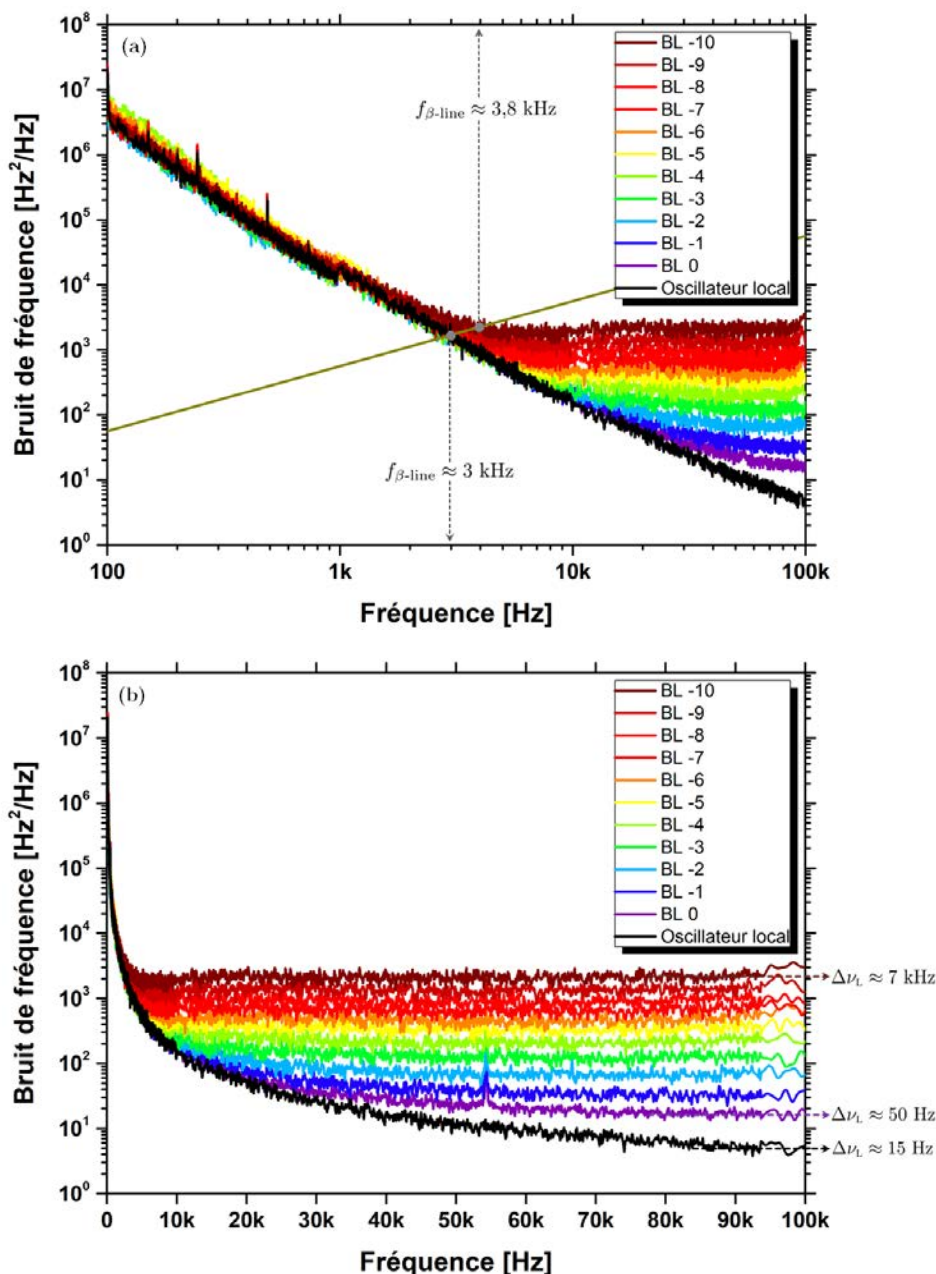 (a)
BL -10
BL -9
BL -8
BL -7
BL -6
BL -5
BL -4
BL -3
BL -2
BL -1
BL 0
Oscillateur local
f_β-line ≈ 3,8 kHz
f_β-line ≈ 3 kHz
Bruit de fréquence [Hz²/Hz]
10⁸
10⁷
10⁶
10⁵
10⁴
10³
10²
10¹
10⁰
100 1k 10k 100k
Fréquence [Hz]
(b)
BL -10
BL -9
BL -8
BL -7
BL -6
BL -5
BL -4
BL -3
BL -2
BL -1
BL 0
Oscillateur local
Δν_L ≈ 7 kHz
Δν_L ≈ 50 Hz
Δν_L ≈ 15 Hz
Bruit de fréquence [Hz²/Hz]
10⁸
10⁷
10⁶
10⁵
10⁴
10³
10²
10¹
10⁰
0 10k 20k 30k 40k 50k 60k 70k 80k 90k 100k
Fréquence [Hz]